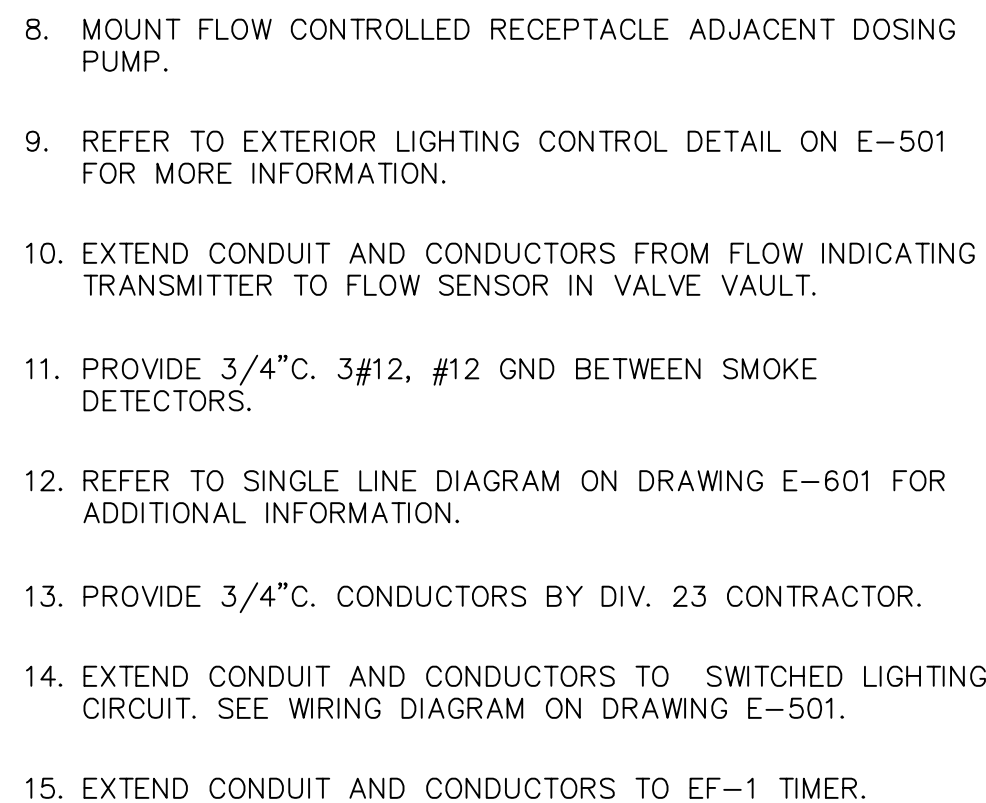 8. MOUNT FLOW CONTROLLED RECEPTACLE ADJACENT DOSING
PUMP.
9. REFER TO EXTERIOR LIGHTING CONTROL DETAIL ON E–501
FOR MORE INFORMATION.
10. EXTEND CONDUIT AND CONDUCTORS FROM FLOW INDICATING
TRANSMITTER TO FLOW SENSOR IN VALVE VAULT.
11. PROVIDE 3/4”C. 3#12, #12 GND BETWEEN SMOKE
DETECTORS.
12. REFER TO SINGLE LINE DIAGRAM ON DRAWING E–601 FOR
ADDITIONAL INFORMATION.
13. PROVIDE 3/4”C. CONDUCTORS BY DIV. 23 CONTRACTOR.
14. EXTEND CONDUIT AND CONDUCTORS TO  SWITCHED LIGHTING
CIRCUIT. SEE WIRING DIAGRAM ON DRAWING E–501.
15. EXTEND CONDUIT AND CONDUCTORS TO EF–1 TIMER.